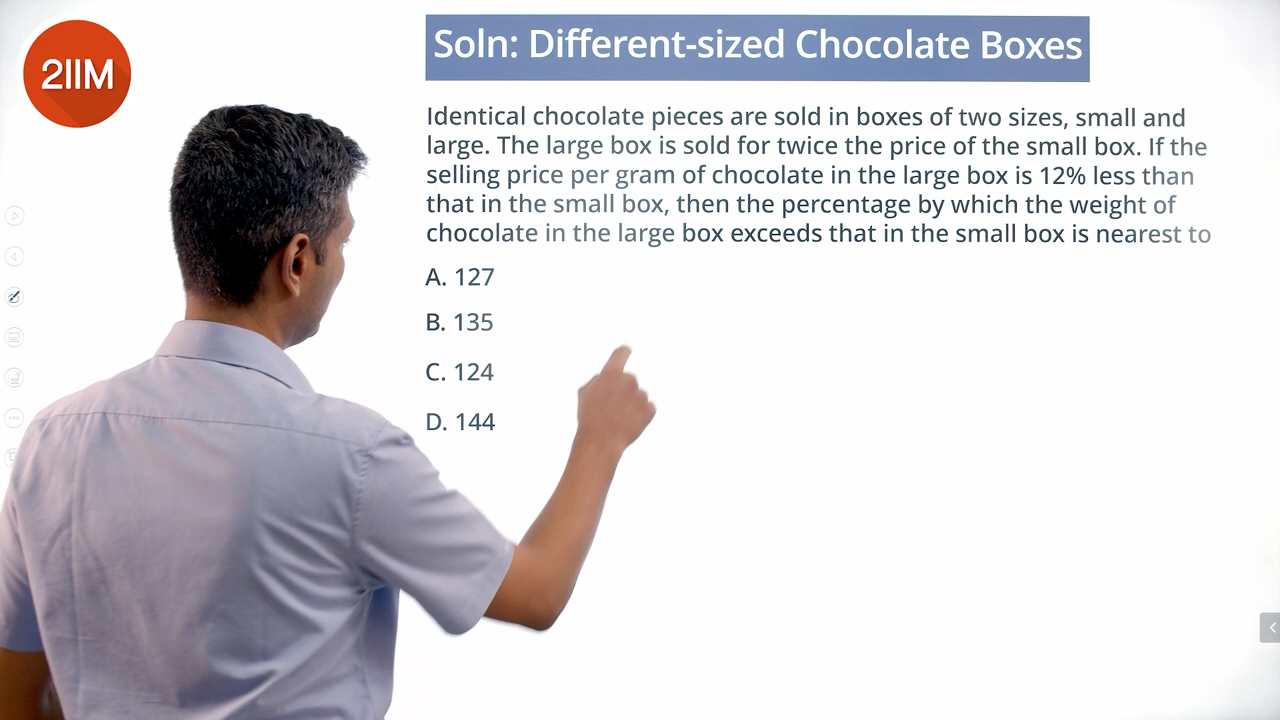 2IIM
Soln: Different-sized Chocolate Boxes
Identical chocolate pieces are sold in boxes of two sizes, small and
large. The large box is sold for twice the price of the small box. If the
selling price per gram of chocolate in the large box is 12% less than
that in the small box, then the percentage by which the weight of
chocolate in the large box exceeds that in the small box is nearest to
A. 127
B. 135
C. 124
D. 144